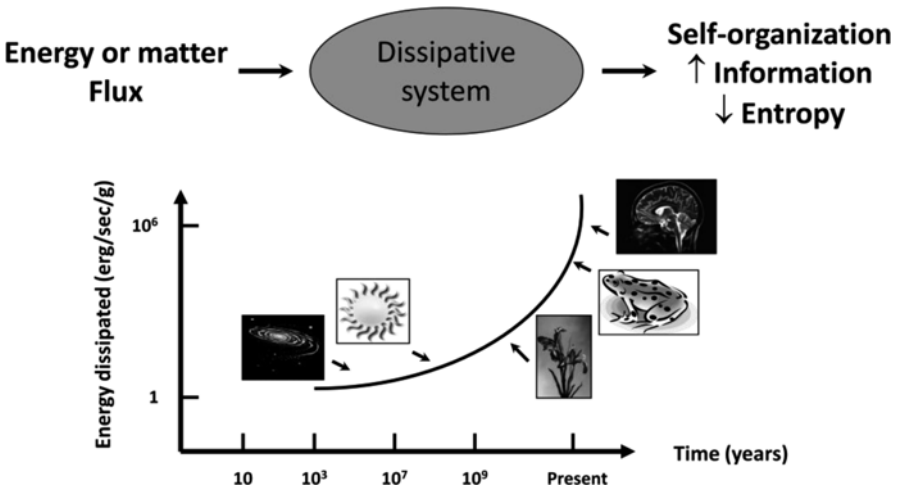 Energy or matter
Flux
Dissipative
system
Self-organization
↑ Information
↓ Entropy
Energy dissipated (erg/sec/g)
10⁶
1
10
10³
10⁷
10⁹
Present
Time (years)